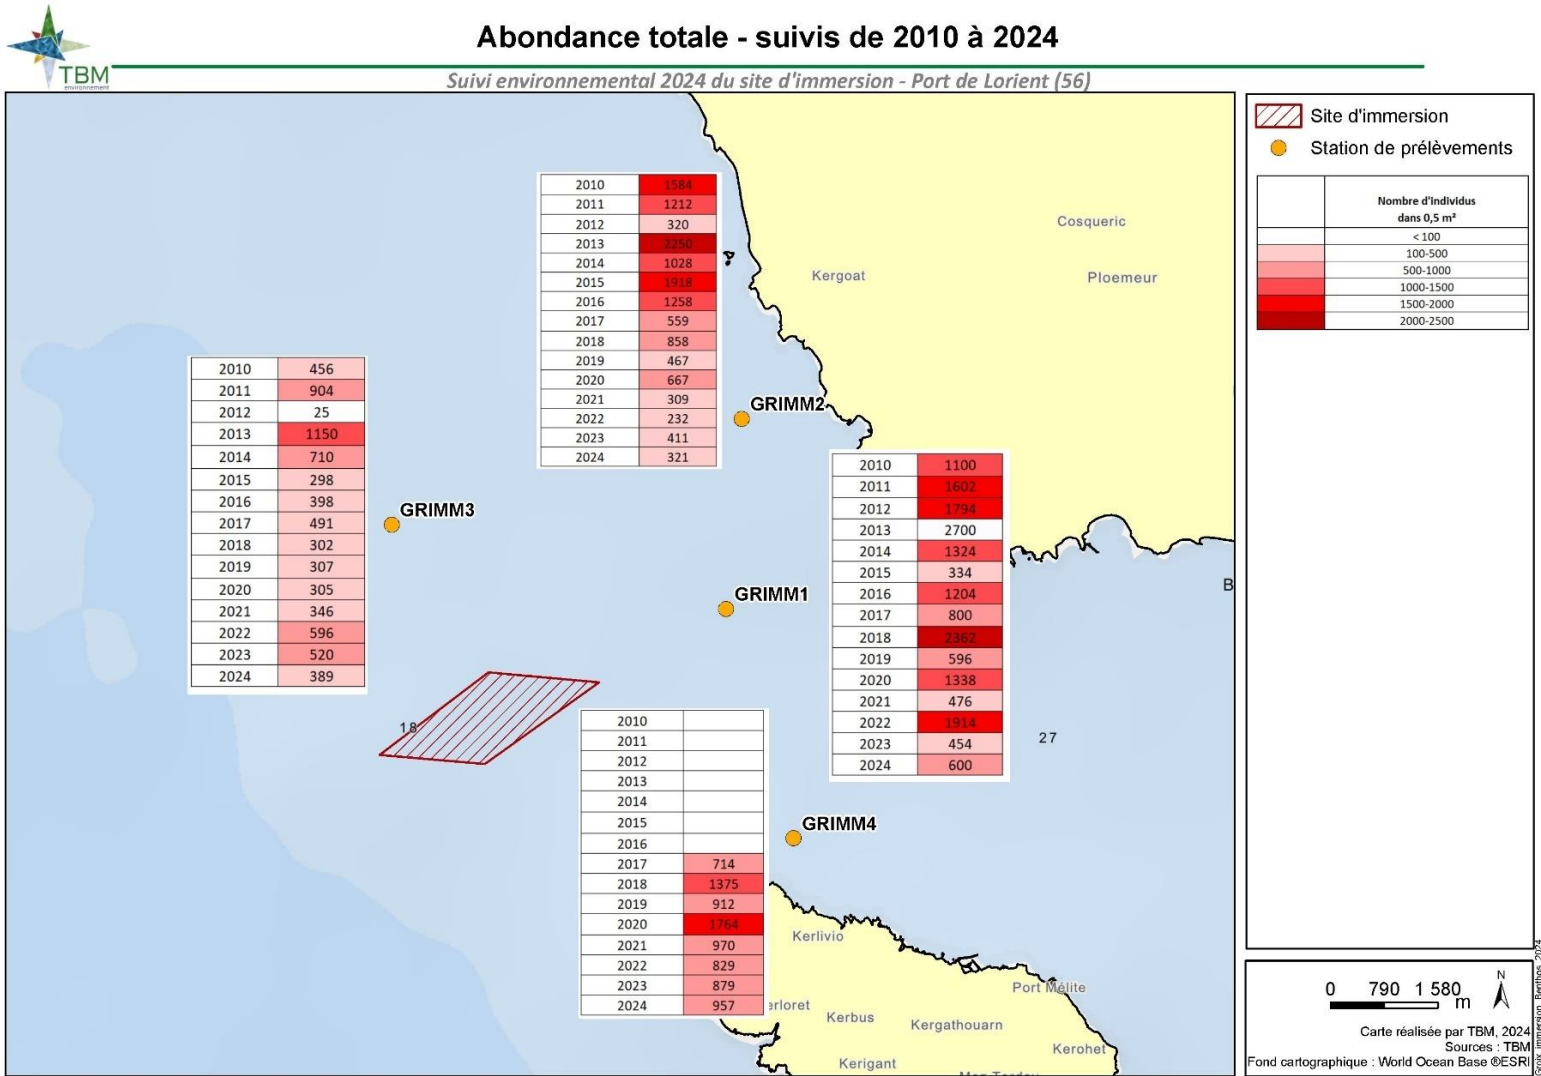 TBM
environnement
Abondance totale - suivis de 2010 à 2024
Suivi environnemental 2024 du site d'immersion - Port de Lorient (56)
2010 1584
2011 1212
2012 320
2013 2250
2014 1028
2015 1918
2016 1258
2017 559
2018 858
2019 467
2020 667
2021 309
2022 232
2023 411
2024 321
Cosqueric
Kergoat
Ploemeur
GRIMM2
2010 456
2011 904
2012 25
2013 1150
2014 710
2015 298
2016 398
2017 491
2018 302
2019 307
2020 305
2021 346
2022 596
2023 520
2024 389
GRIMM3
GRIMM1
2010 1100
2011 1602
2012 1794
2013 2700
2014 1324
2015 334
2016 1204
2017 800
2018 2362
2019 596
2020 1338
2021 476
2022 1914
2023 454
2024 600
B
18
27
2010
2011
2012
2013
2014
2015
2016
2017 714
2018 1375
2019 912
2020 1764
2021 970
2022 829
2023 879
2024 957
GRIMM4
Kerlivio
Port Mélite
erloret
Kerbus
Kergathouarn
Kerohet
Kerigant
Site d'immersion
Station de prélèvements
Nombre d'individus
dans 0,5 m²
< 100
100-500
500-1000
1000-1500
1500-2000
2000-2500
0 790 1 580
m
N
Carte réalisée par TBM, 2024
Sources : TBM
Fond cartographique : World Ocean Base ®ESRI
Groix_immersion_Benthos_2024